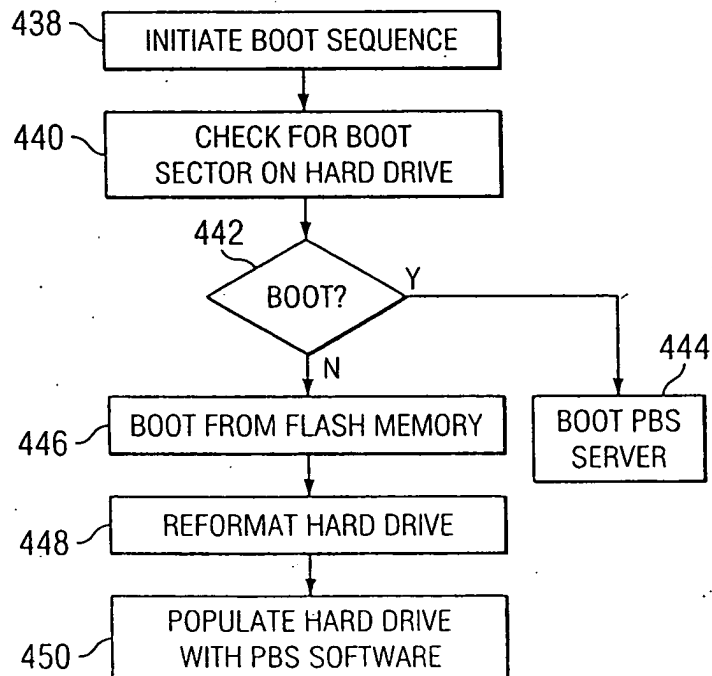 438
INITIATE BOOT SEQUENCE
440
CHECK FOR BOOT
SECTOR ON HARD DRIVE
442
BOOT?
Y
N
444
BOOT PBS
SERVER
446
BOOT FROM FLASH MEMORY
448
REFORMAT HARD DRIVE
450
POPULATE HARD DRIVE
WITH PBS SOFTWARE